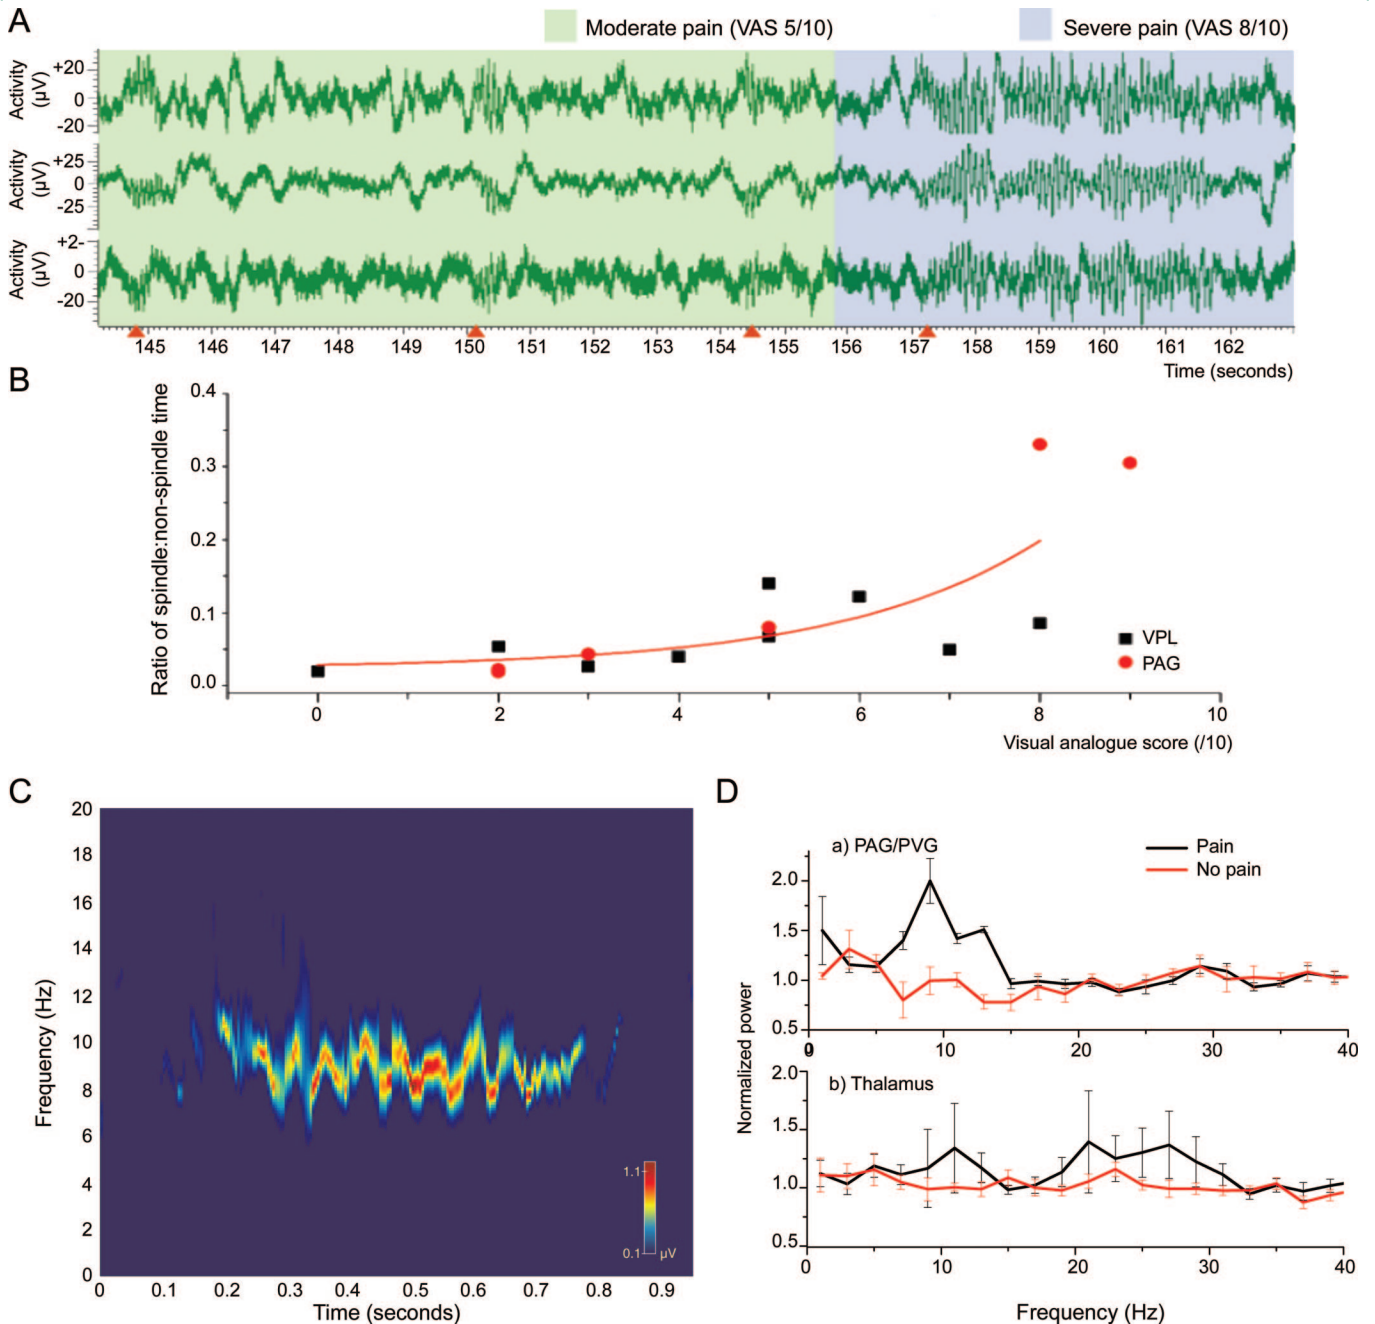 A
Moderate pain (VAS 5/10)
Severe pain (VAS 8/10)
Activity
(µV)
+20
0
-20
Activity
(µV)
+25
0
-25
Activity
(µV)
+2-
0
-20
145 146 147 148 149 150 151 152 153 154 155 156 157 158 159 160 161 162
Time (seconds)
B
Ratio of spindle:non-spindle time
0.4
0.3
0.2
0.1
0.0
VPL
PAG
0 2 4 6 8 10
Visual analogue score (/10)
C
Frequency (Hz)
20
18
16
14
12
10
8
6
4
2
0
1.1
0.1 µV
0 0.1 0.2 0.3 0.4 0.5 0.6 0.7 0.8 0.9
Time (seconds)
D
Normalized power
a) PAG/PVG
Pain
No pain
2.0
1.5
1.0
0.5
0 10 20 30 40
b) Thalamus
2.0
1.5
1.0
0.5
0 10 20 30 40
Frequency (Hz)